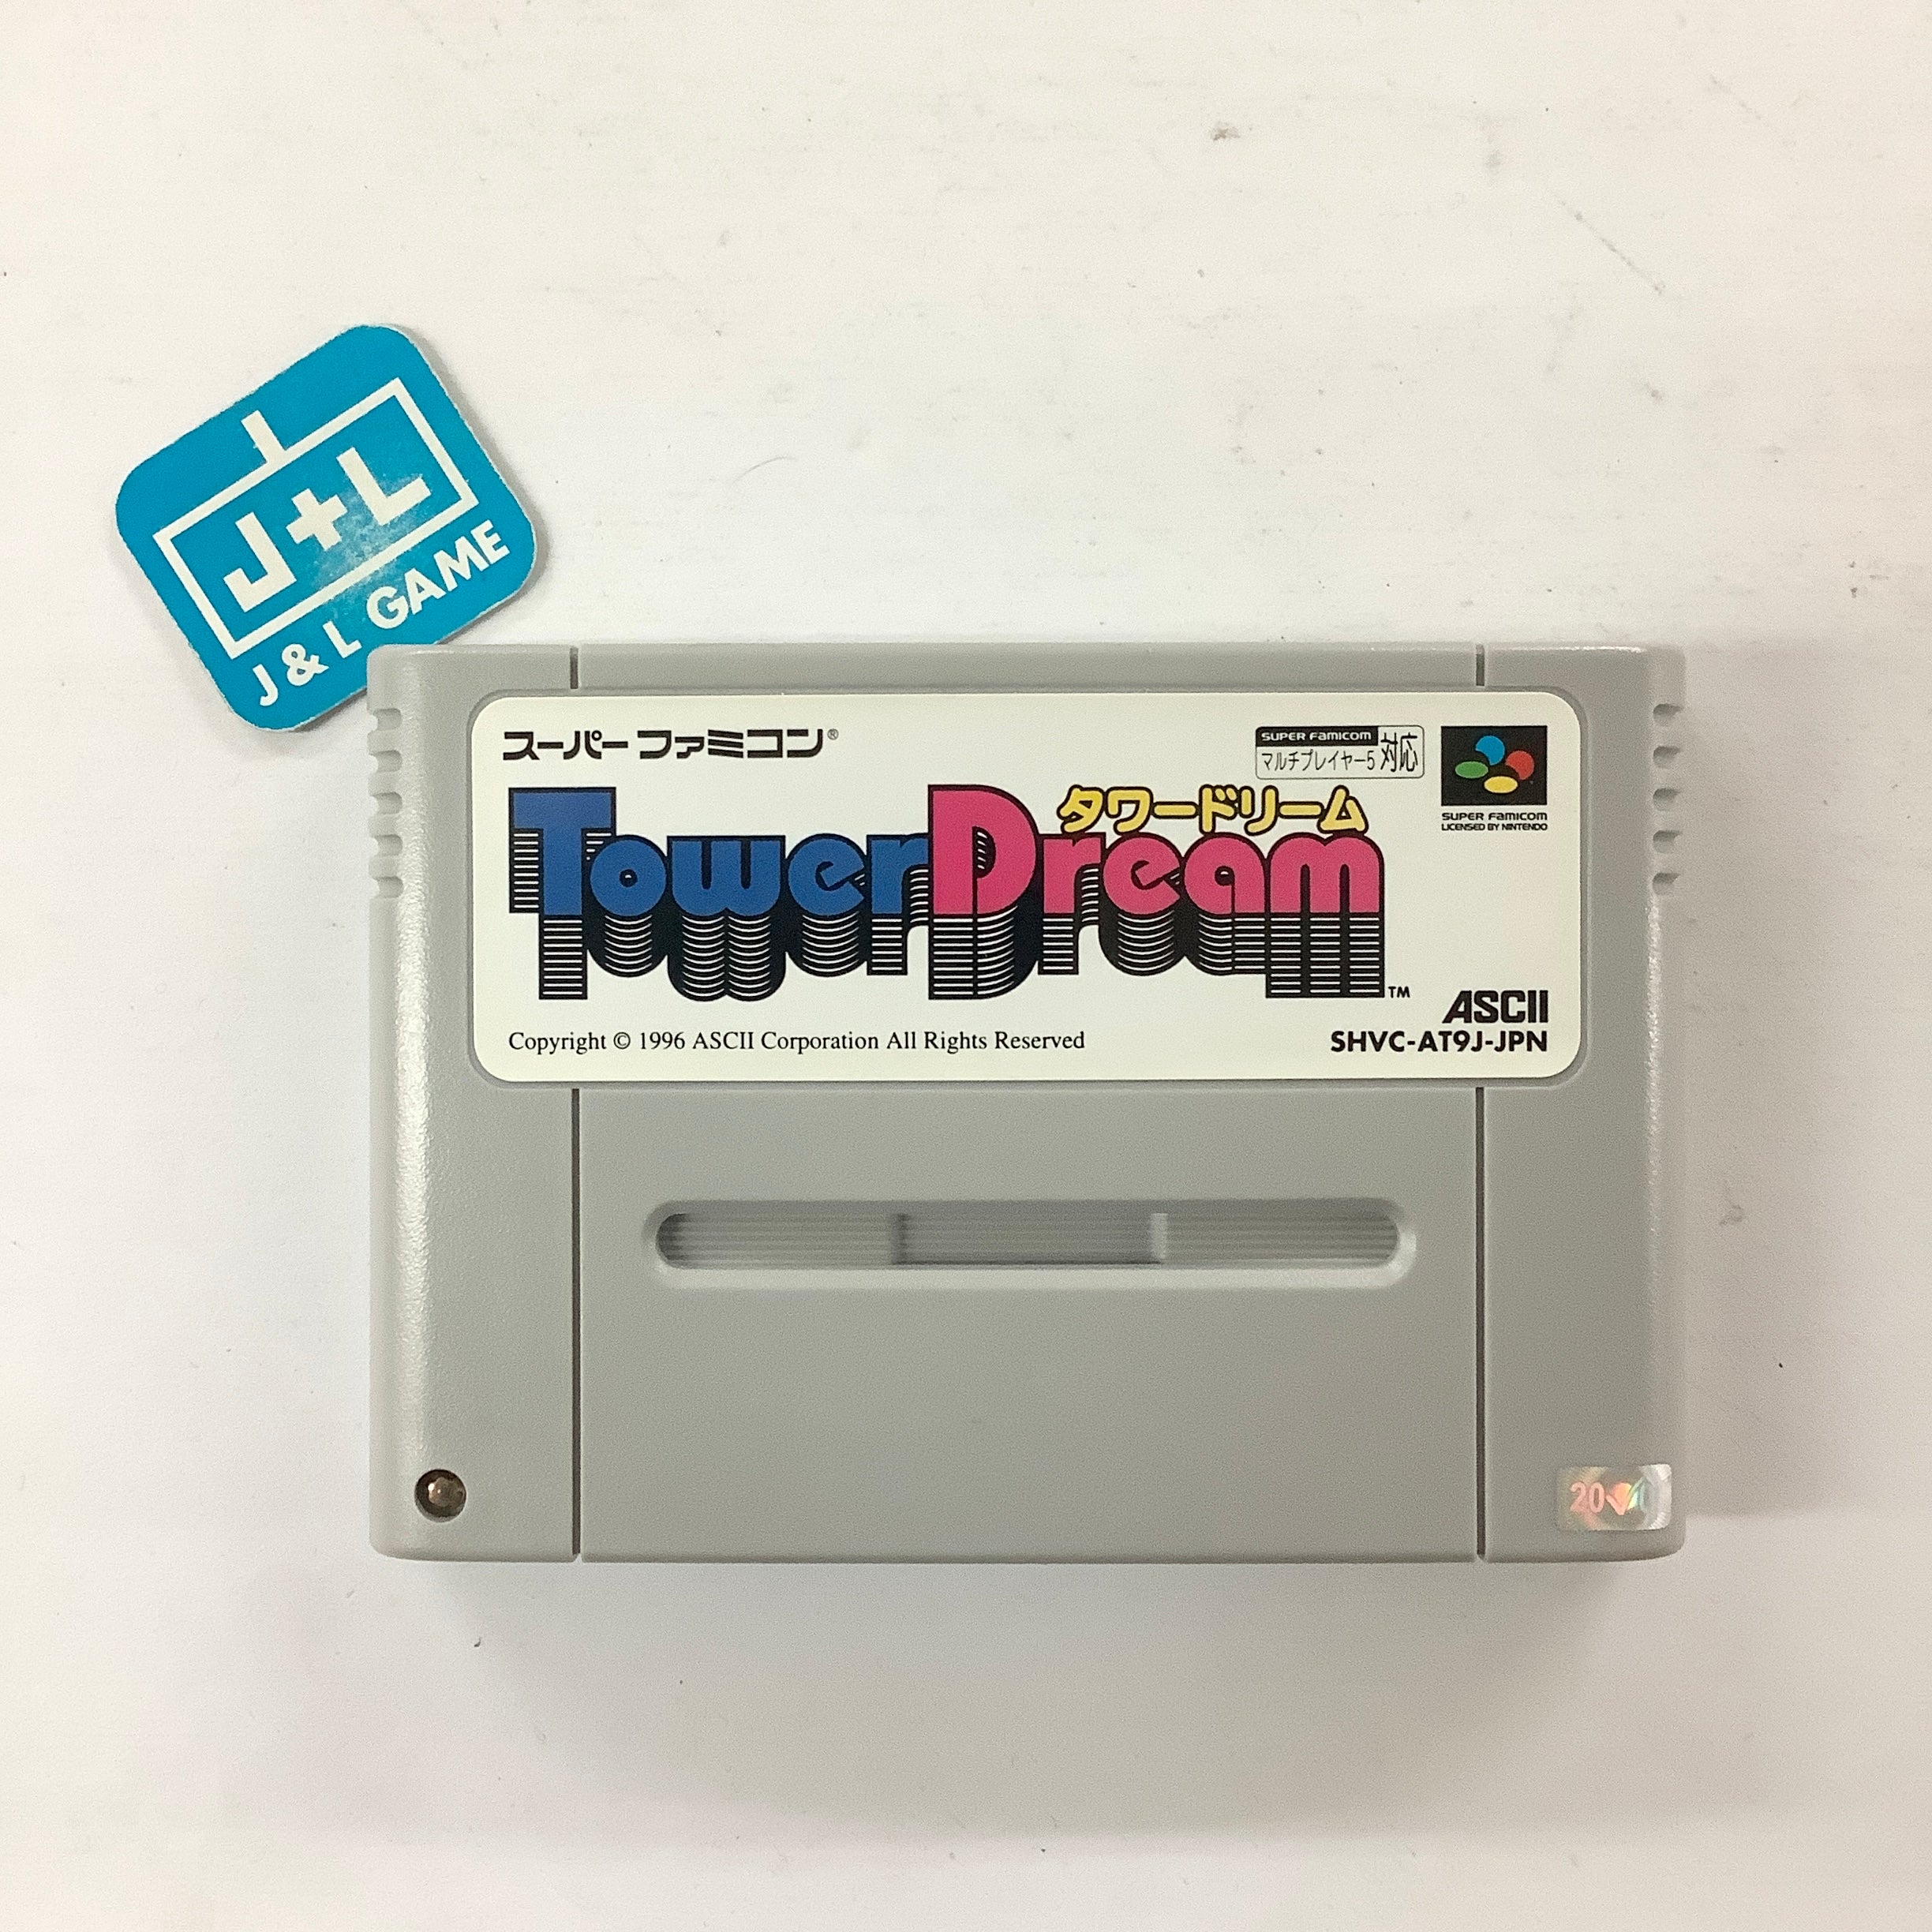 J+L
J & L GAME
スーパーファミコン®
SUPER FAMICOM
マルチプレイヤー5 対応
タワードリーム
TowerDream™
SUPER FAMICOM
LICENSED BY NINTENDO
ASCII
Copyright © 1996 ASCII Corporation All Rights Reserved
SHVC-AT9J-JPN